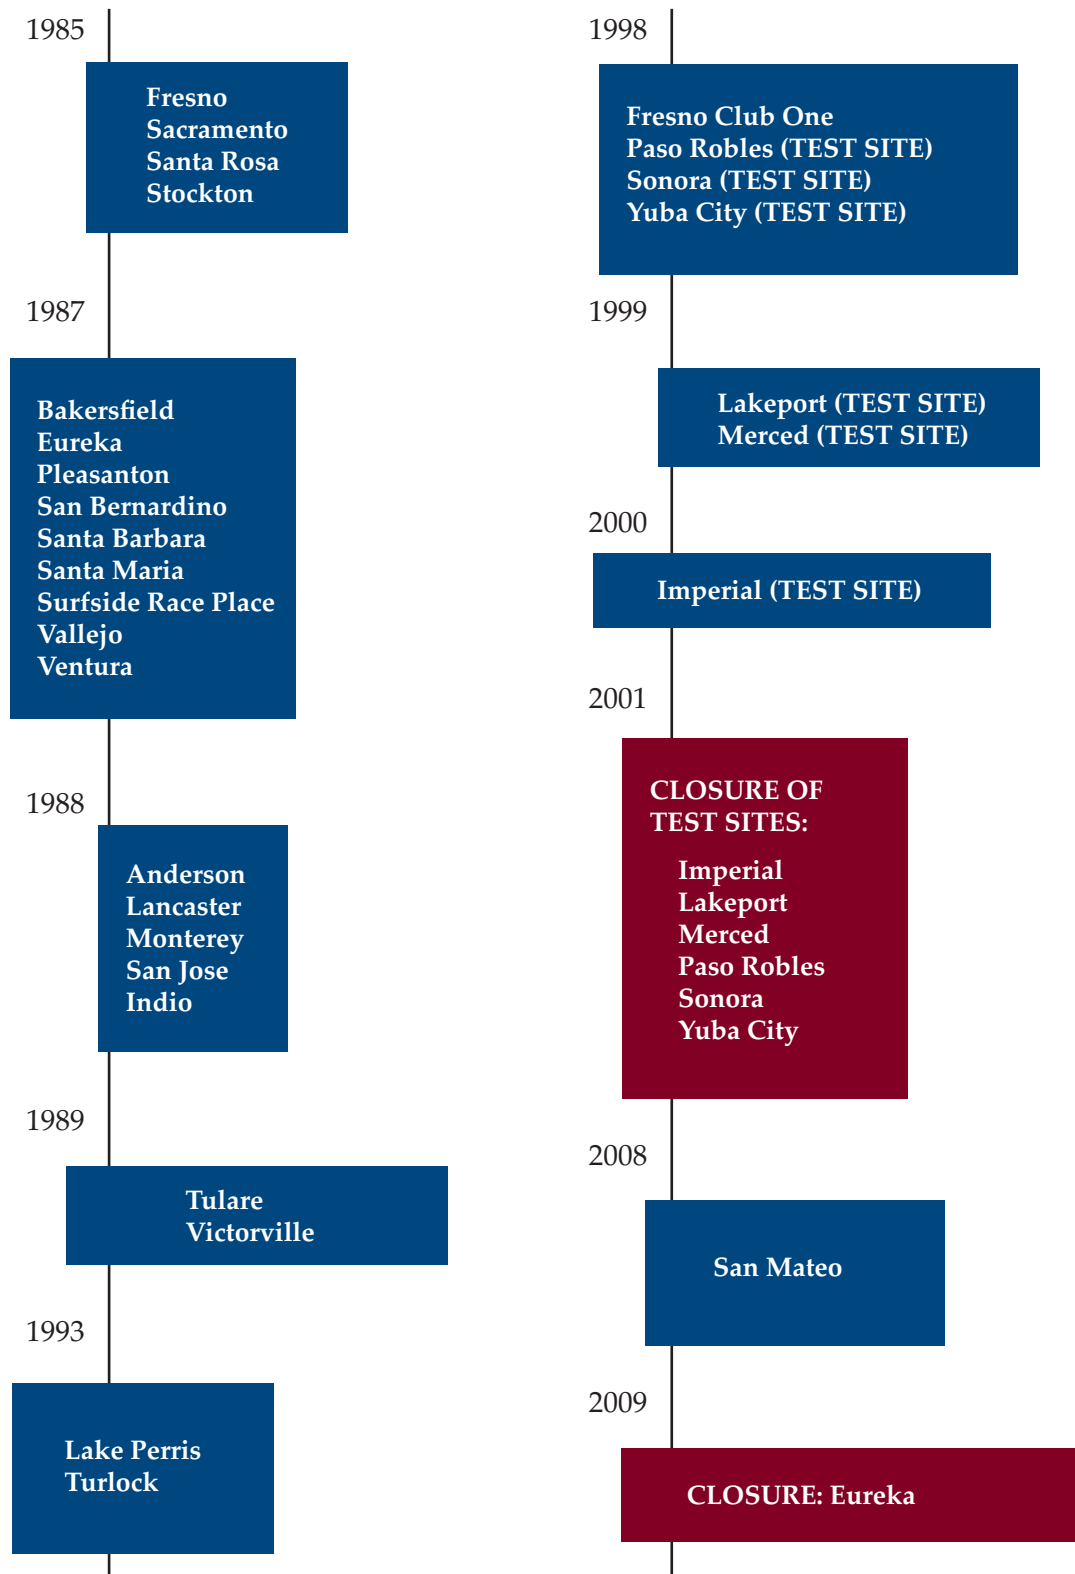 1985
Fresno
Sacramento
Santa Rosa
Stockton
1987
Bakersfield
Eureka
Pleasanton
San Bernardino
Santa Barbara
Santa Maria
Surfside Race Place
Vallejo
Ventura
1988
Anderson
Lancaster
Monterey
San Jose
Indio
1989
Tulare
Victorville
1993
Lake Perris
Turlock
1998
Fresno Club One
Paso Robles (TEST SITE)
Sonora (TEST SITE)
Yuba City (TEST SITE)
1999
Lakeport (TEST SITE)
Merced (TEST SITE)
2000
Imperial (TEST SITE)
2001
CLOSURE OF
TEST SITES:
Imperial
Lakeport
Merced
Paso Robles
Sonora
Yuba City
2008
San Mateo
2009
CLOSURE: Eureka